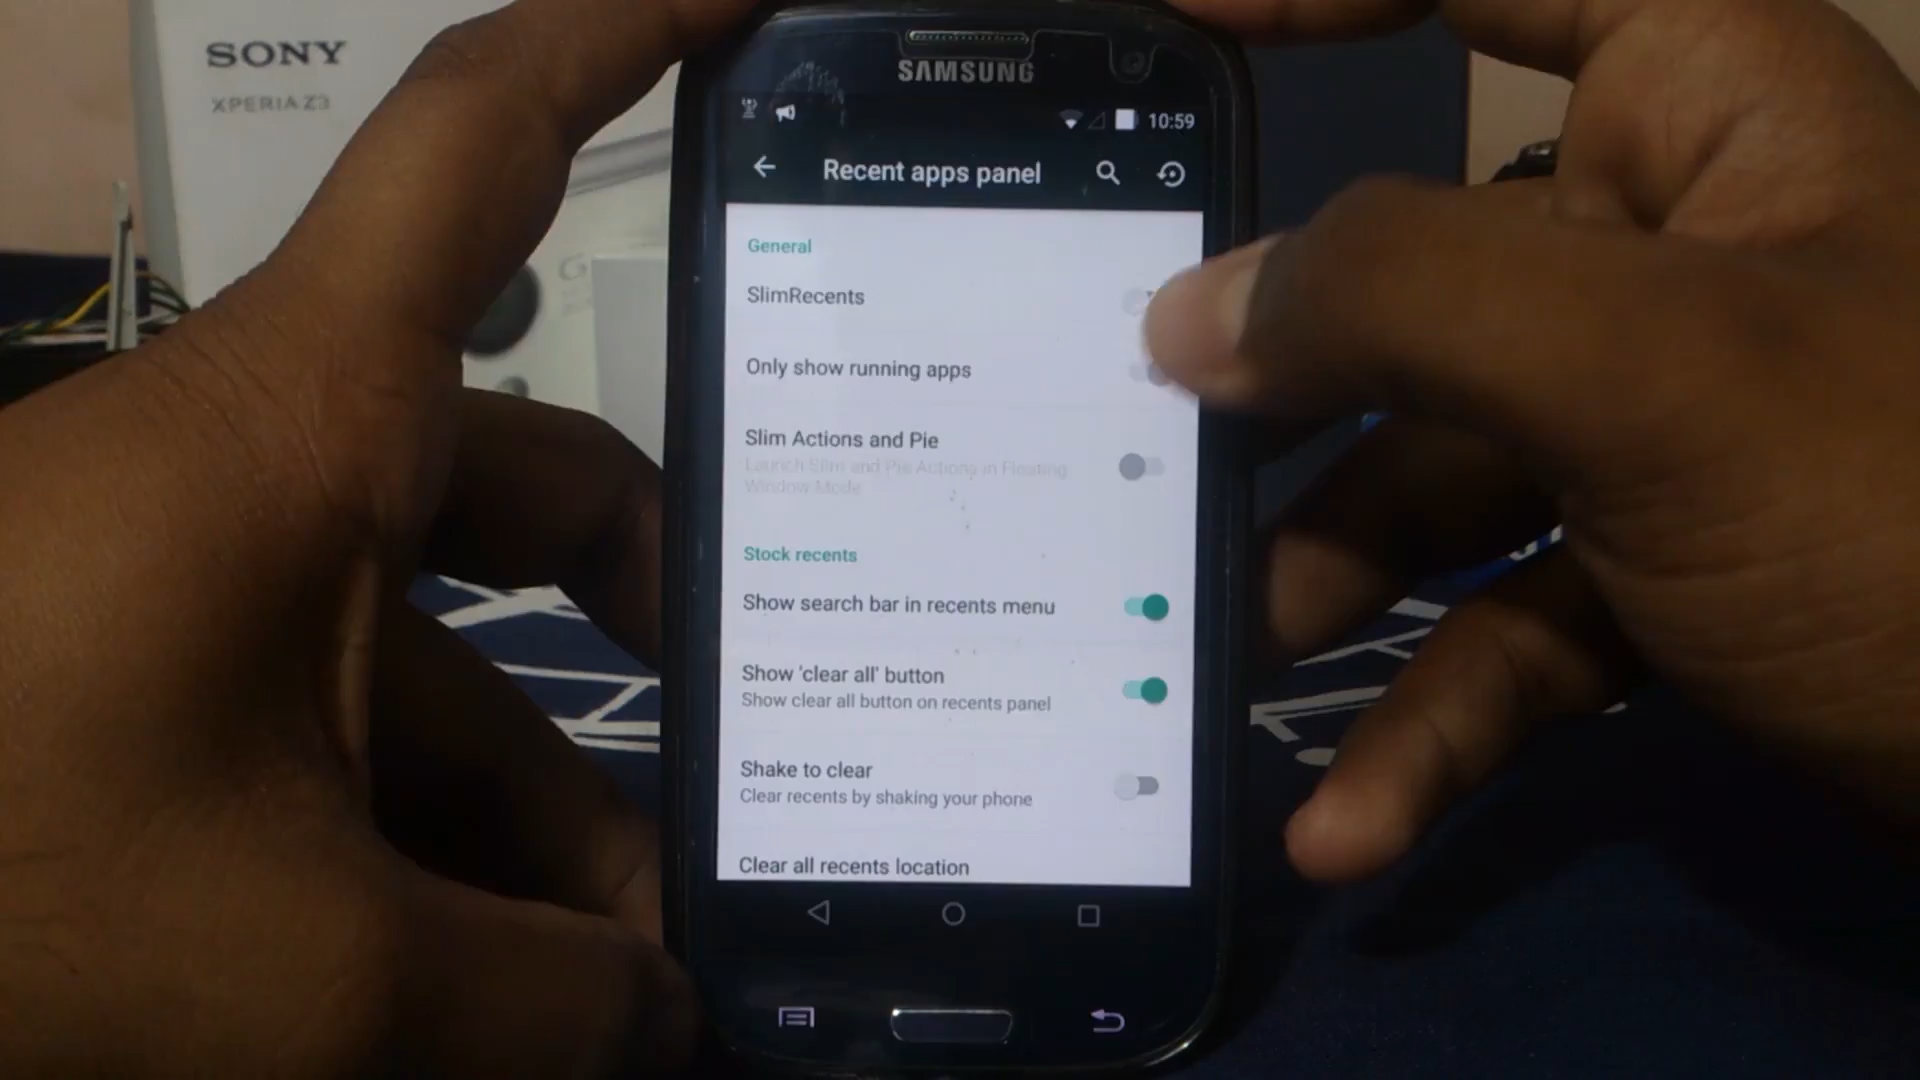 SONY
XPERIA Z3
SAMSUNG
10:59
Recent apps panel
General
SlimRecents
Only show running apps
Slim Actions and Pie
Launch Slim and Pie Actions in Floating
Window Mode
Stock recents
Show search bar in recents menu
Show 'clear all' button
Show clear all button on recents panel
Shake to clear
Clear recents by shaking your phone
Clear all recents location